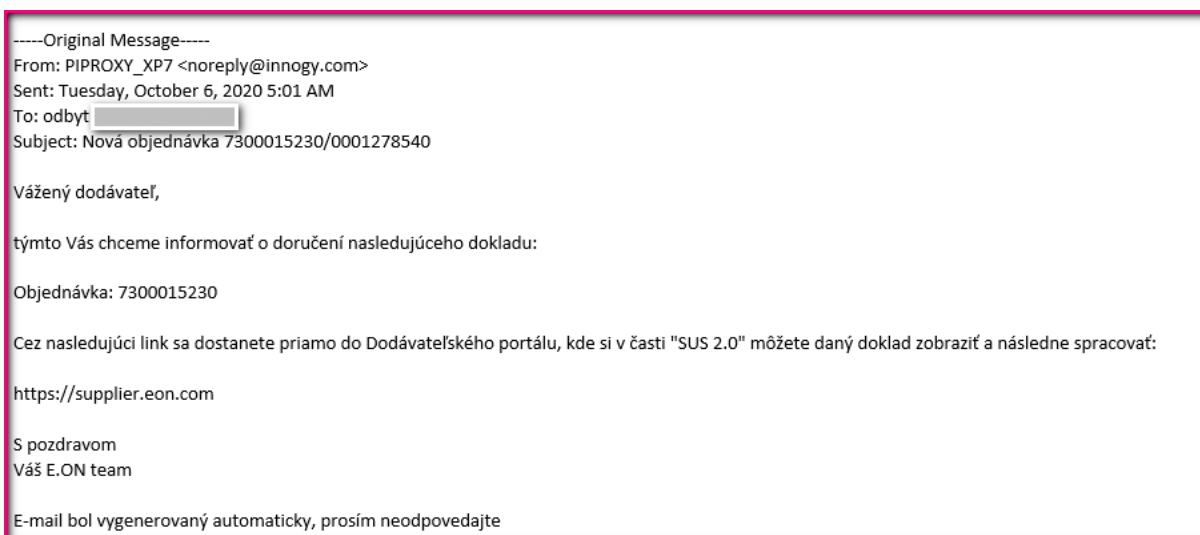 -----Original Message-----
From: PIPROXY_XP7 <noreply@innogy.com>
Sent: Tuesday, October 6, 2020 5:01 AM
To: odbyt
Subject: Nová objednávka 7300015230/0001278540
Vážený dodávateľ,
týmto Vás chceme informovať o doručení nasledujúceho dokladu:
Objednávka: 7300015230
Cez nasledujúci link sa dostanete priamo do Dodávateľského portálu, kde si v časti "SUS 2.0" môžete daný doklad zobraziť a následne spracovať:
https://supplier.eon.com
S pozdravom
Váš E.ON team
E-mail bol vygenerovaný automaticky, prosím neodpovedajte